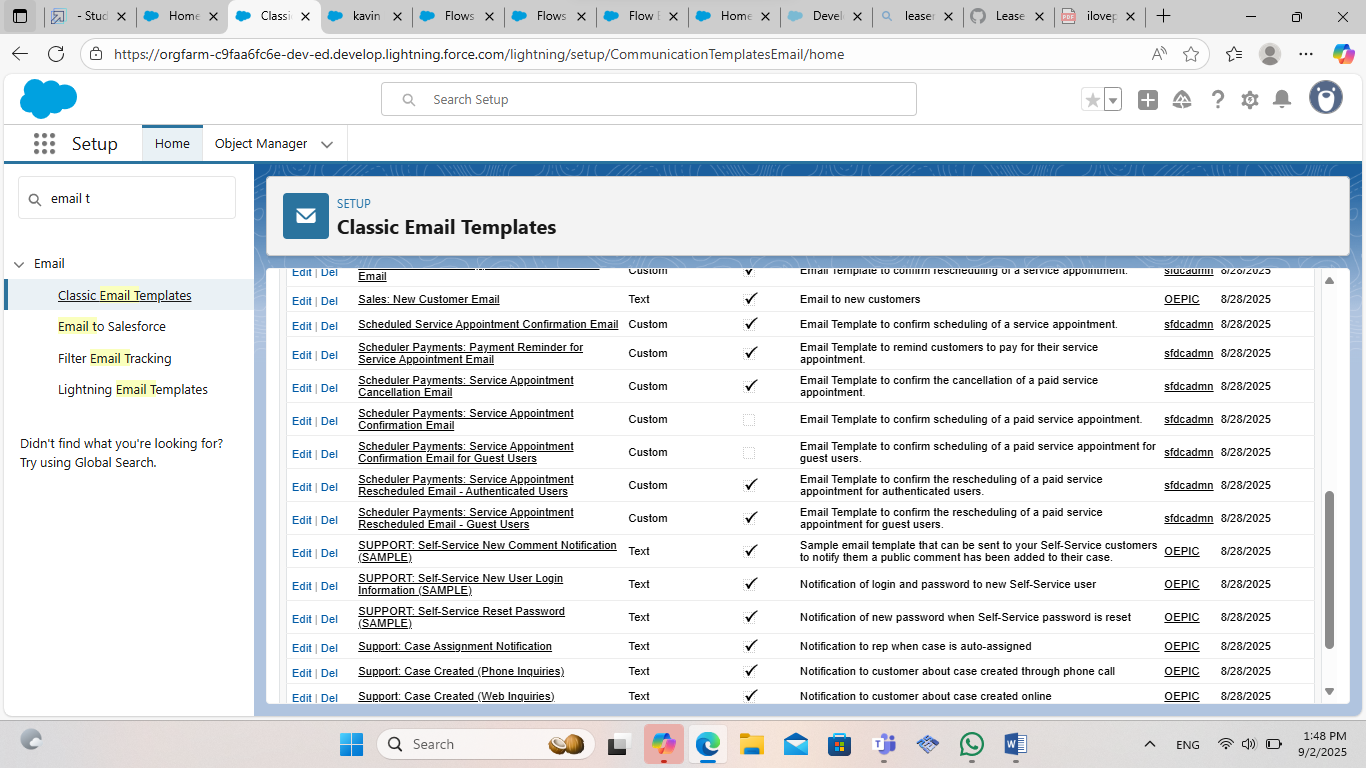 - Stud
Home
Classic
kavin
Flows
Flows
Flow B
Home
Develo
leaser
Lease
ilovep
https://orgfarm-c9faa6fc6e-dev-ed.develop.lightning.force.com/lightning/setup/CommunicationTemplatesEmail/home
Search Setup
Setup
Home
Object Manager
email t
SETUP
Classic Email Templates
Email
Classic Email Templates
Email to Salesforce
Filter Email Tracking
Lightning Email Templates
Didn't find what you're looking for?
Try using Global Search.
Edit | Del Email Custom ✓ Email Template to confirm rescheduling of a service appointment. sfdcadmn 8/28/2025
Edit | Del Sales: New Customer Email Text ✓ Email to new customers OEPIC 8/28/2025
Edit | Del Scheduled Service Appointment Confirmation Email Custom ✓ Email Template to confirm scheduling of a service appointment. sfdcadmn 8/28/2025
Edit | Del Scheduler Payments: Payment Reminder for Custom ✓ Email Template to remind customers to pay for their service sfdcadmn 8/28/2025
Service Appointment Email appointment.
Edit | Del Scheduler Payments: Service Appointment Custom ✓ Email Template to confirm the cancellation of a paid service sfdcadmn 8/28/2025
Cancellation Email appointment.
Edit | Del Scheduler Payments: Service Appointment Custom Email Template to confirm scheduling of a paid service appointment. sfdcadmn 8/28/2025
Confirmation Email
Edit | Del Scheduler Payments: Service Appointment Custom Email Template to confirm scheduling of a paid service appointment for sfdcadmn 8/28/2025
Confirmation Email for Guest Users guest users.
Edit | Del Scheduler Payments: Service Appointment Custom ✓ Email Template to confirm the rescheduling of a paid service sfdcadmn 8/28/2025
Rescheduled Email - Authenticated Users appointment for authenticated users.
Edit | Del Scheduler Payments: Service Appointment Custom ✓ Email Template to confirm the rescheduling of a paid service sfdcadmn 8/28/2025
Rescheduled Email - Guest Users appointment for guest users.
Edit | Del SUPPORT: Self-Service New Comment Notification Text ✓ Sample email template that can be sent to your Self-Service customers OEPIC 8/28/2025
(SAMPLE) to notify them a public comment has been added to their case.
Edit | Del SUPPORT: Self-Service New User Login Text ✓ Notification of login and password to new Self-Service user OEPIC 8/28/2025
Information (SAMPLE)
Edit | Del SUPPORT: Self-Service Reset Password Text ✓ Notification of new password when Self-Service password is reset OEPIC 8/28/2025
(SAMPLE)
Edit | Del Support: Case Assignment Notification Text ✓ Notification to rep when case is auto-assigned OEPIC 8/28/2025
Edit | Del Support: Case Created (Phone Inquiries) Text ✓ Notification to customer about case created through phone call OEPIC 8/28/2025
Edit | Del Support: Case Created (Web Inquiries) Text ✓ Notification to customer about case created online OEPIC 8/28/2025
Search
ENG
1:48 PM
9/2/2025